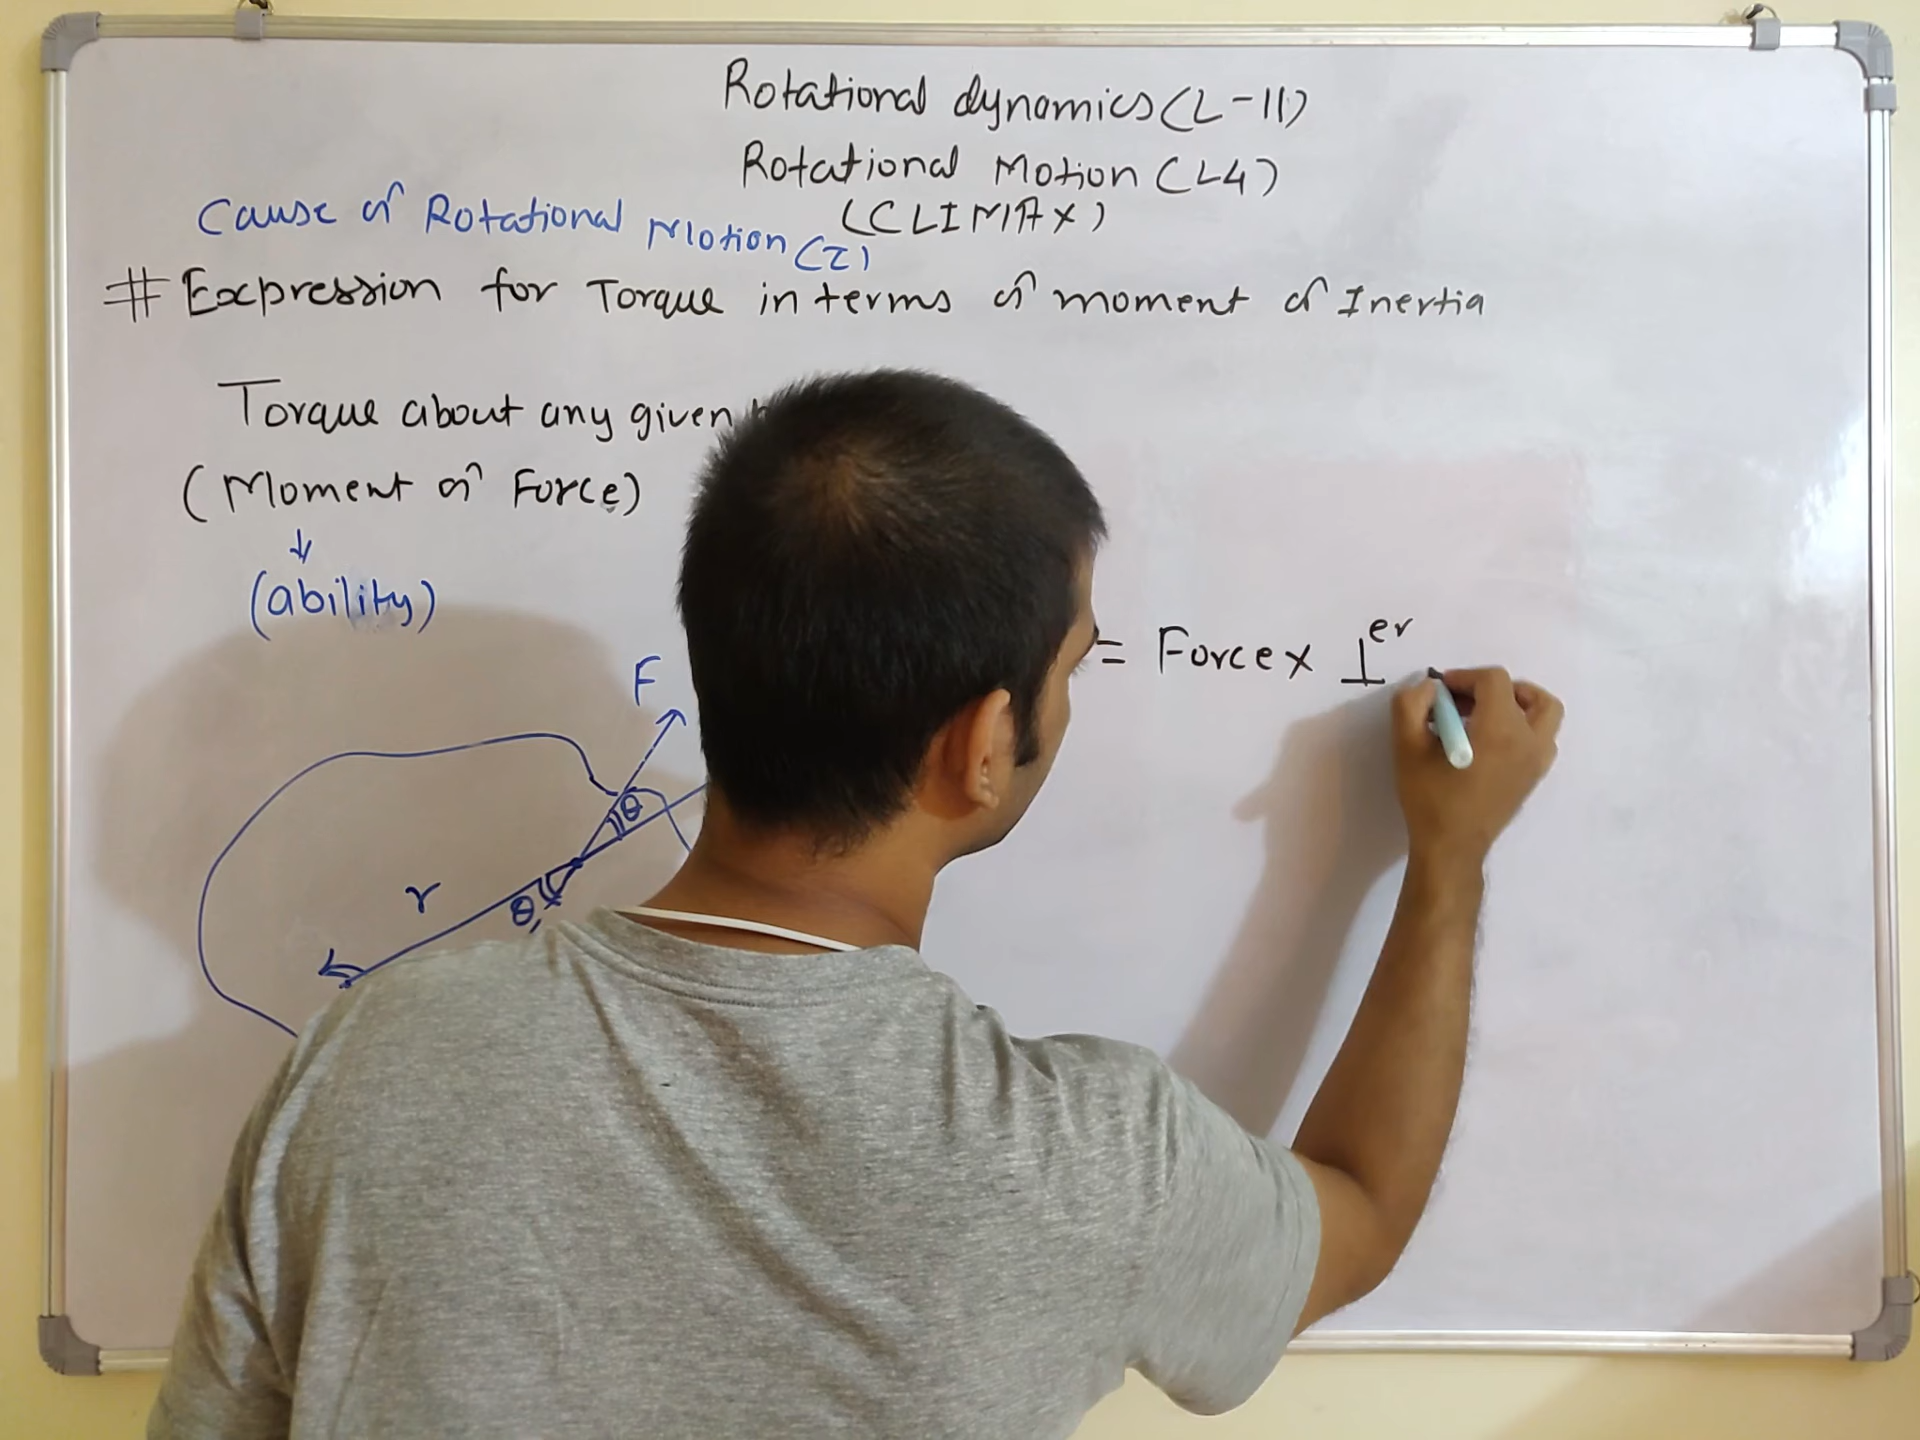 Rotational dynamics (L-11)
Rotational Motion (L4)
(CLIMAX)
Cause of Rotational Motion (τ)
# Expression for Torque in terms of moment of Inertia
Torque about any given
(Moment of Force)
↓
(ability)
= Force x ⊥er
F
θ
r
θ